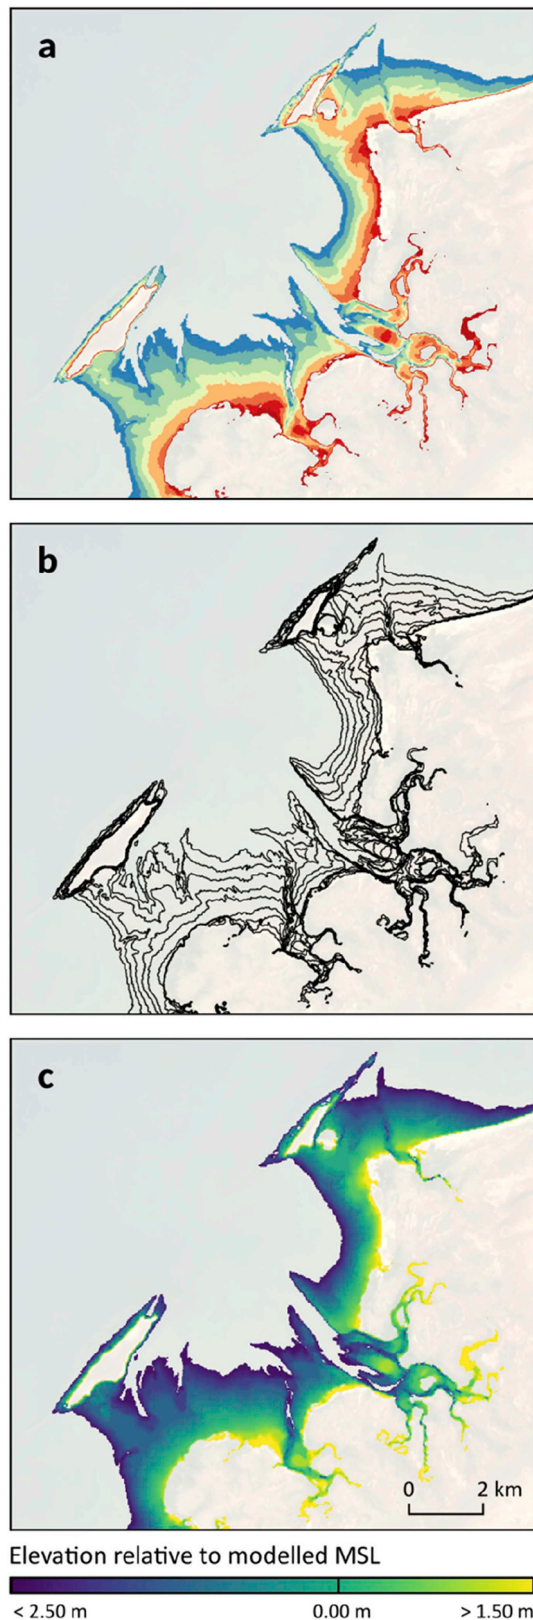 a
b
c
0 2 km
Elevation relative to modelled MSL
< 2.50 m 0.00 m > 1.50 m